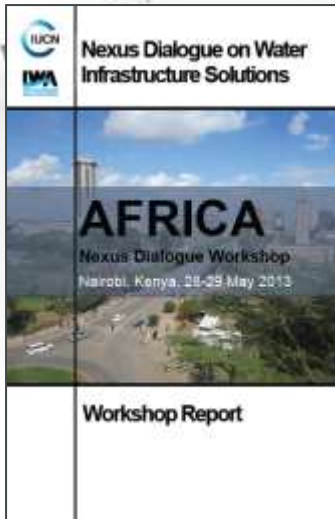 IUCN
IWA
Nexus Dialogue on Water
Infrastructure Solutions
AFRICA
Nexus Dialogue Workshop
Nairobi, Kenya, 28-29 May 2013
Workshop Report